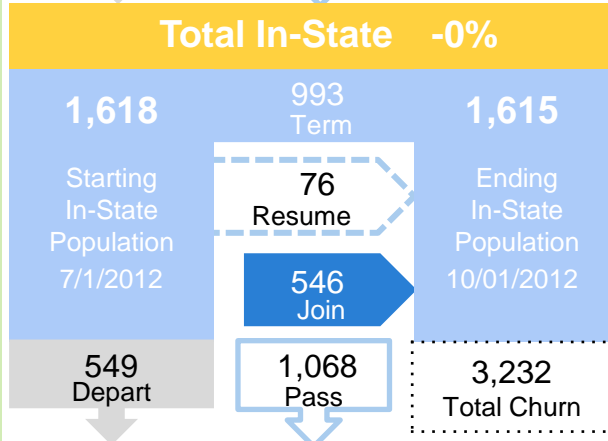 Total In-State -0%
1,618
Starting
In-State
Population
7/1/2012
993
Term
76
Resume
546
Join
1,615
Ending
In-State
Population
10/01/2012
549
Depart
1,068
Pass
3,232
Total Churn